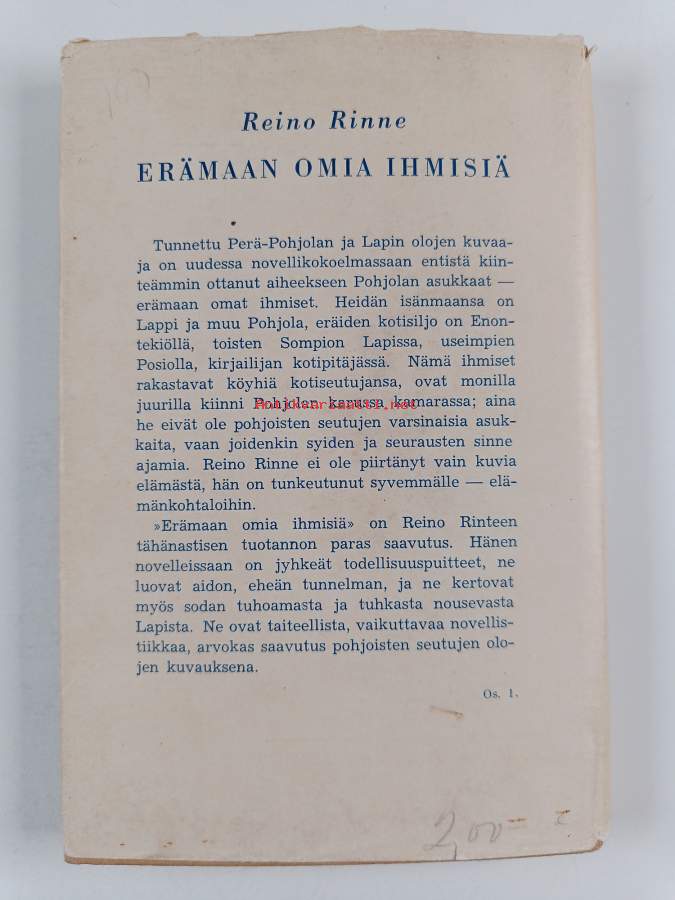 Reino Rinne
ERÄMAAN OMIA IHMISIÄ
Tunnettu Perä-Pohjolan ja Lapin olojen kuvaa-
ja on uudessa novellikokoelmassaan entistä kiin-
teämmin ottanut aiheekseen Pohjolan asukkaat —
erämaan omat ihmiset. Heidän isänmaansa on
Lappi ja muu Pohjola, eräiden kotisiljo on Enon-
tekiöllä, toisten Sompion Lapissa, useimpien
Posiolla, kirjailijan kotipitäjässä. Nämä ihmiset
rakastavat köyhiä kotiseutujansa, ovat monilla
juurilla kiinni Pohjolan karussa kamarassa; aina
he eivät ole pohjoisten seutujen varsinaisia asuk-
kaita, vaan joidenkin syiden ja seurausten sinne
ajamia. Reino Rinne ei ole piirtänyt vain kuvia
elämästä, hän on tunkeutunut syvemmälle — elä-
mänkohtaloihin.
»Erämaan omia ihmisiä» on Reino Rinteen
tähänastisen tuotannon paras saavutus. Hänen
novelleissaan on jyhkeät todellisuuspuitteet, ne
luovat aidon, eheän tunnelman, ja ne kertovat
myös sodan tuhoamasta ja tuhkasta nousevasta
Lapista. Ne ovat taiteellista, vaikuttavaa novellis-
tiikkaa, arvokas saavutus pohjoisten seutujen olo-
jen kuvauksena.
Os. 1.
2,00